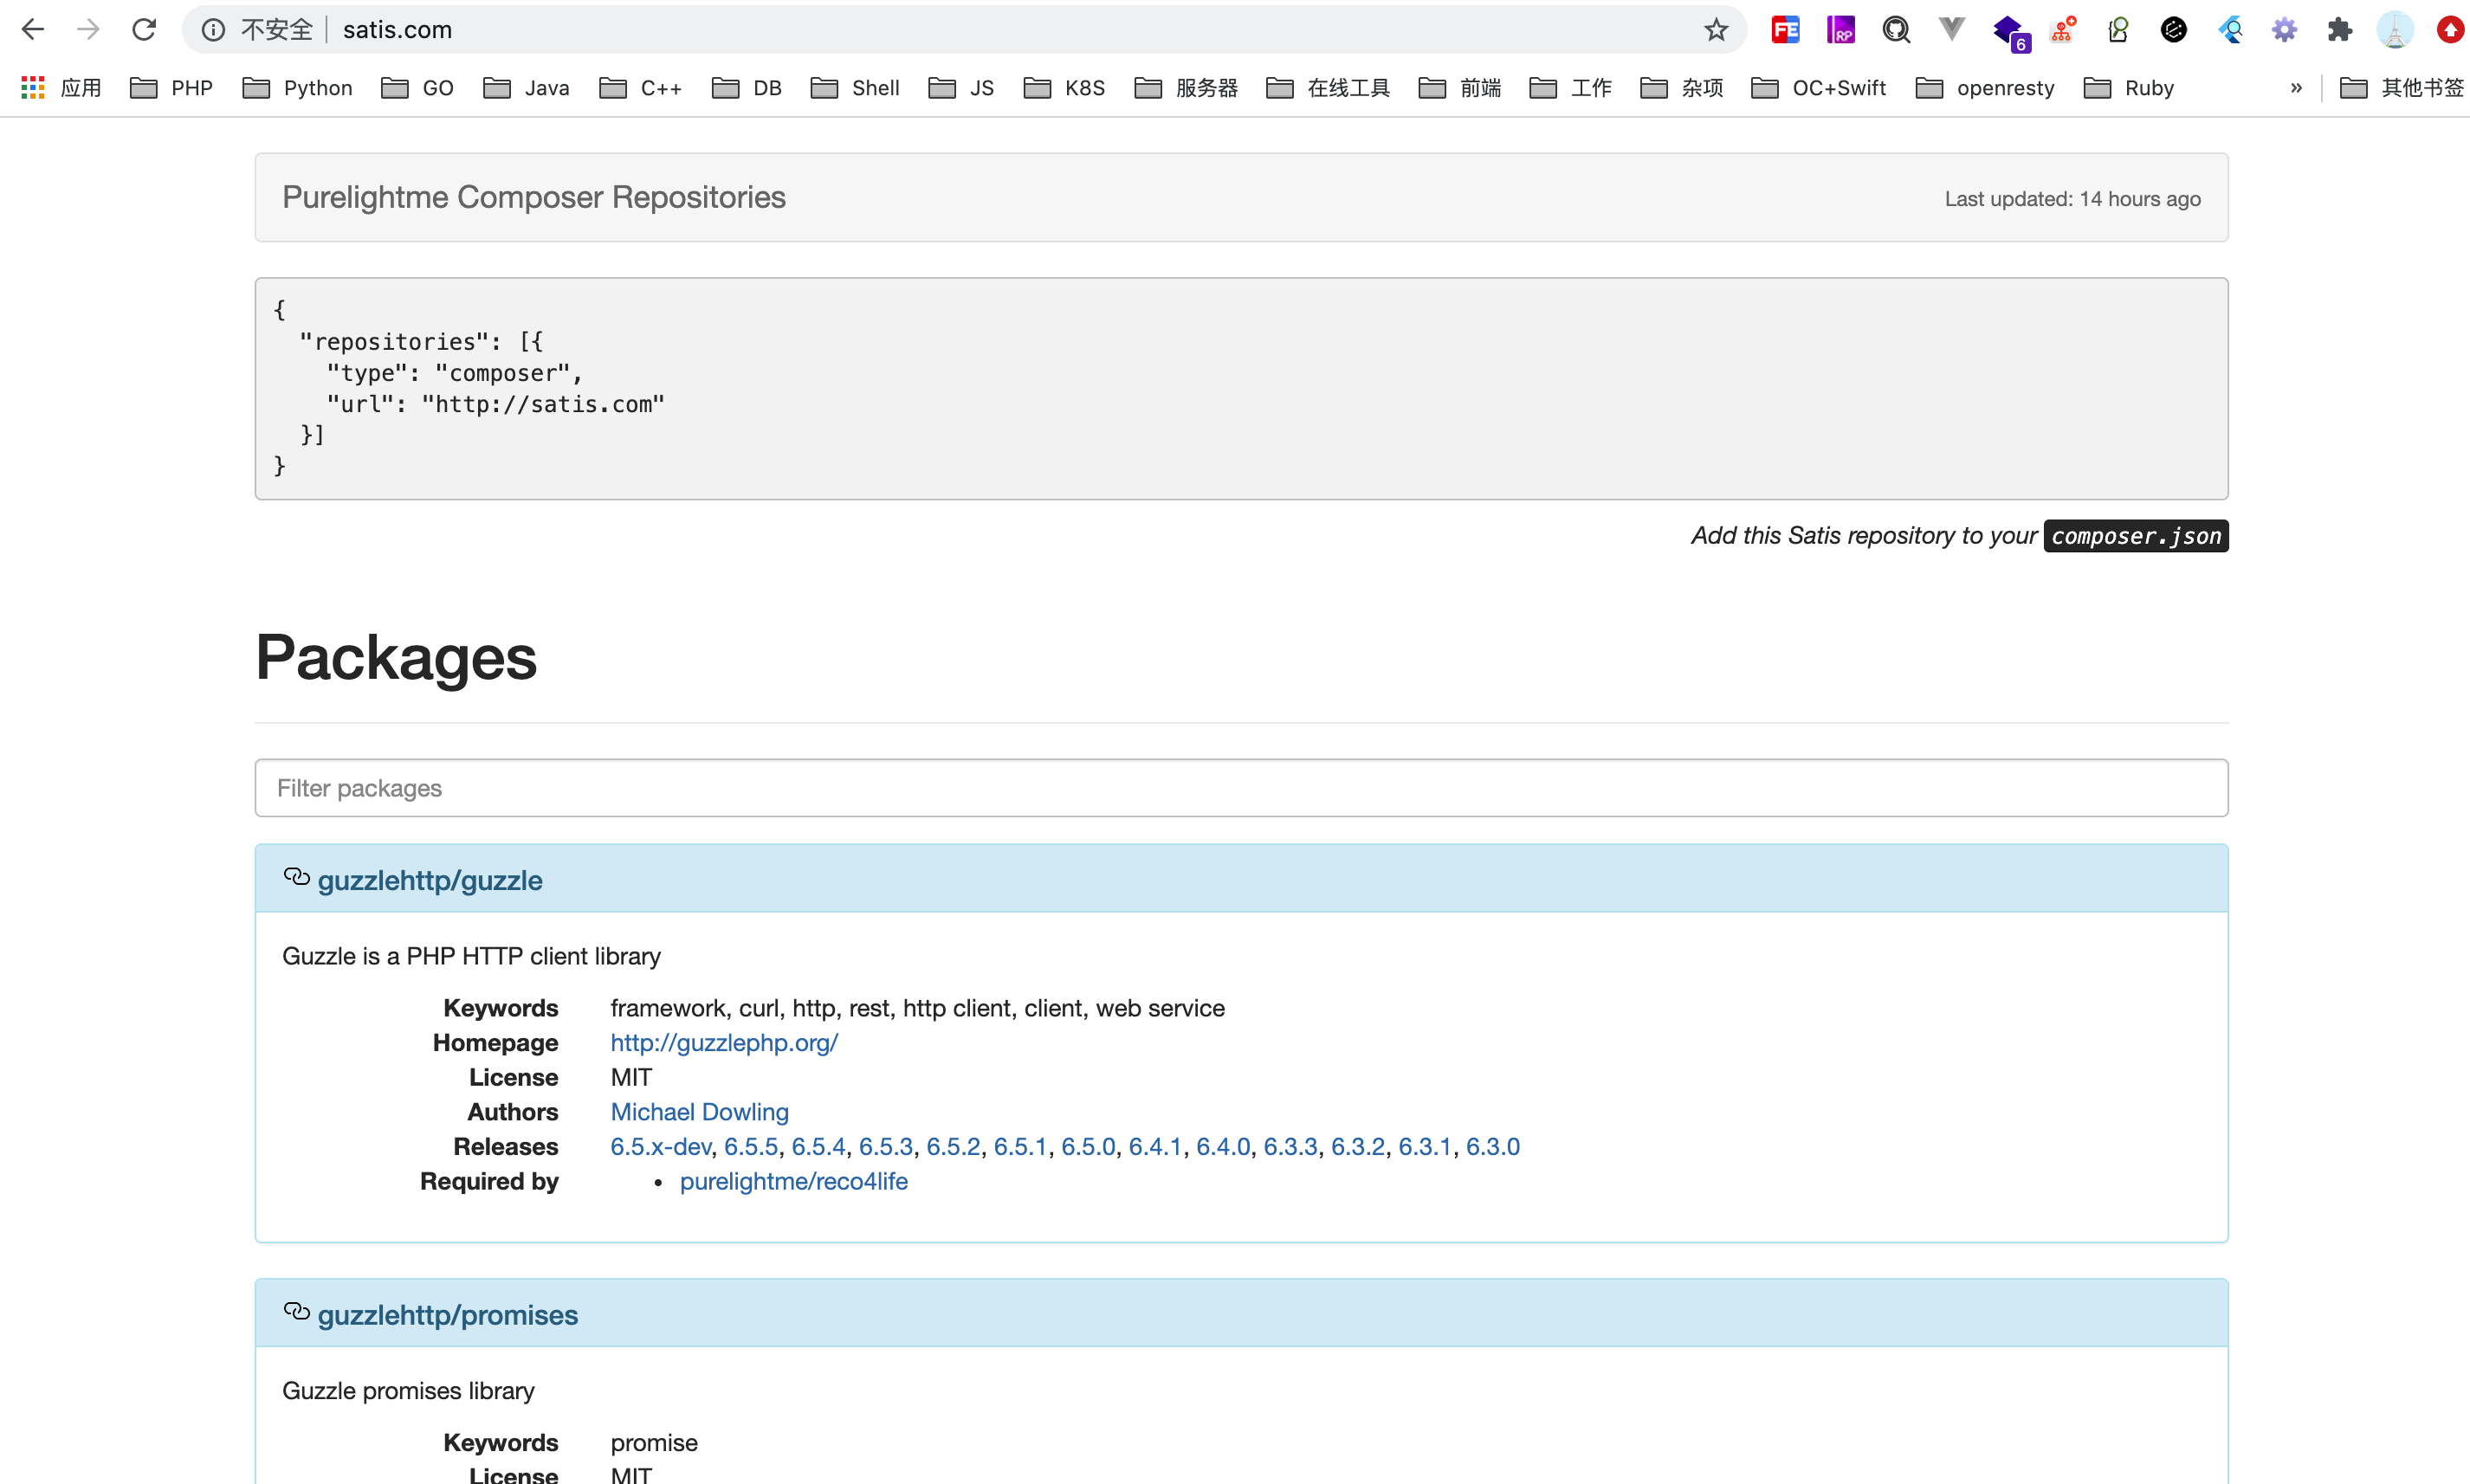 不安全 satis.com FE RP 6
应用 PHP Python GO Java C++ DB Shell JS K8S 服务器 在线工具 前端 工作 杂项 OC+Swift openresty Ruby » 其他书签
Purelightme Composer Repositories Last updated: 14 hours ago
{
"repositories": [{
"type": "composer",
"url": "http://satis.com"
}]
}
Add this Satis repository to your composer.json
Packages
Filter packages
guzzlehttp/guzzle
Guzzle is a PHP HTTP client library
Keywords framework, curl, http, rest, http client, client, web service
Homepage http://guzzlephp.org/
License MIT
Authors Michael Dowling
Releases 6.5.x-dev, 6.5.5, 6.5.4, 6.5.3, 6.5.2, 6.5.1, 6.5.0, 6.4.1, 6.4.0, 6.3.3, 6.3.2, 6.3.1, 6.3.0
Required by • purelightme/reco4life
guzzlehttp/promises
Guzzle promises library
Keywords promise
License MIT